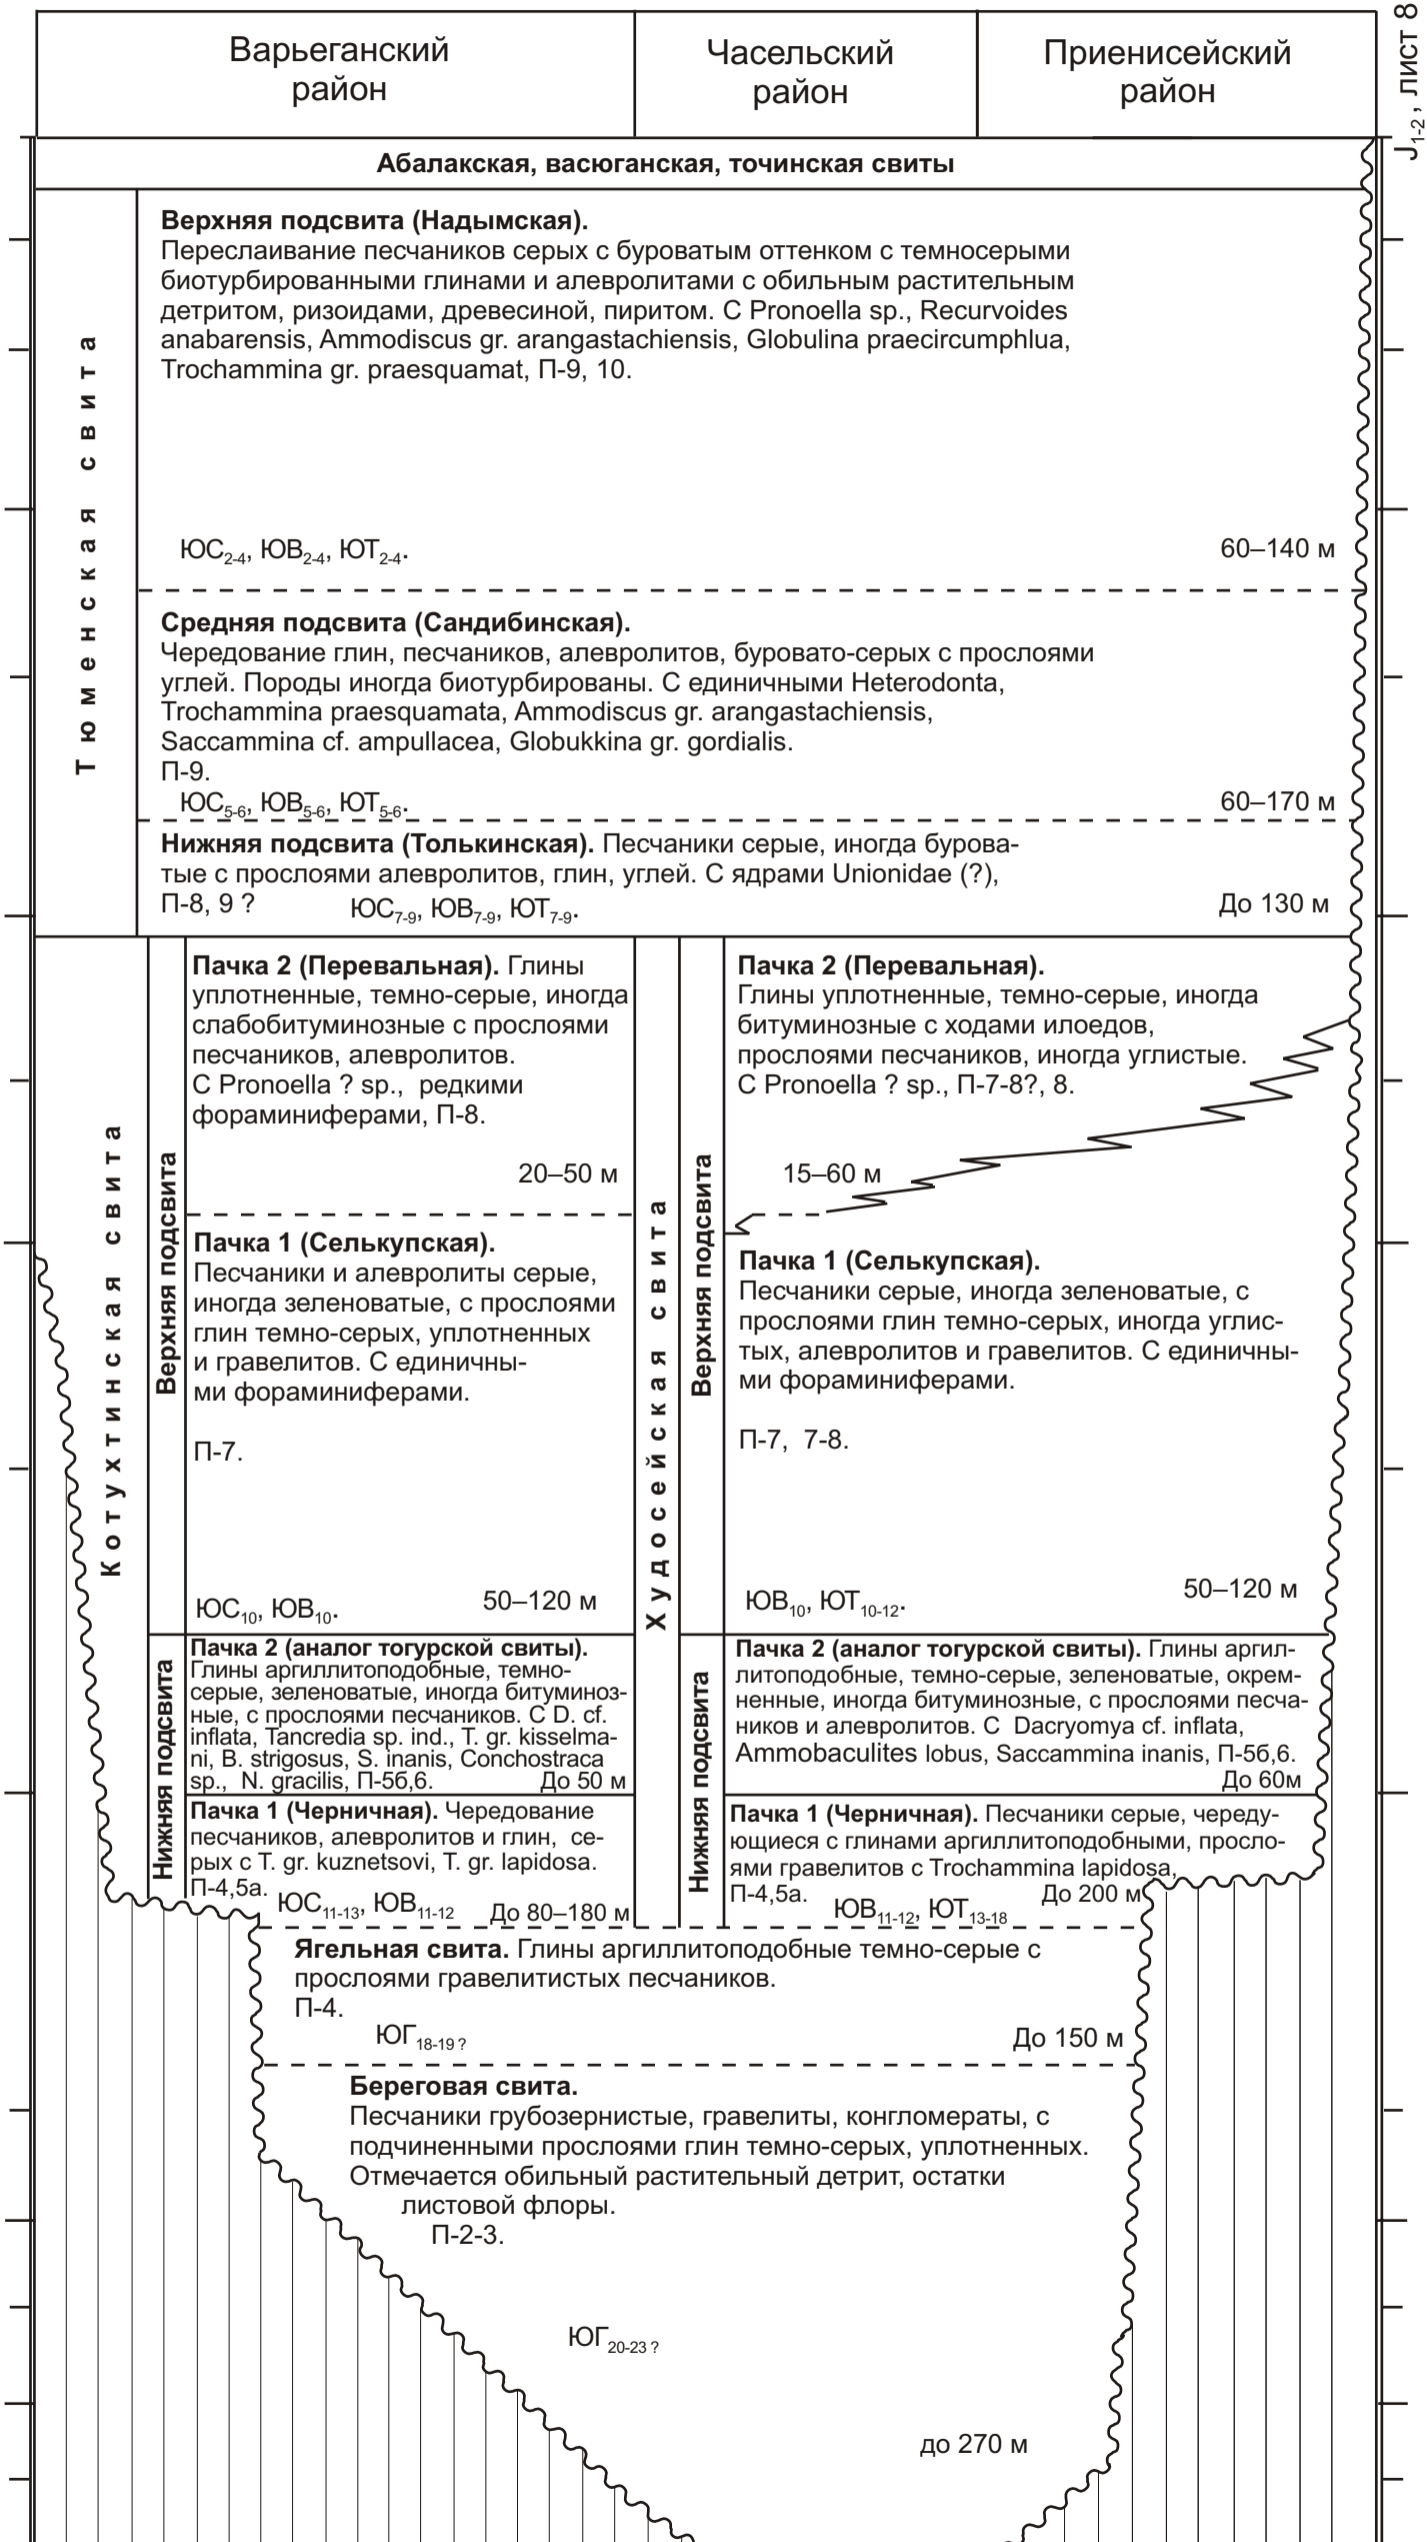 Варьеганский
район
Часельский
район
Приенисейский
район
J1-2, лист 8
Абалакская, васюганская, точинская свиты
Тюменская свита
Верхняя подсвита (Надымская).
Переслаивание песчаников серых с буроватым оттенком с темносерыми
биотурбированными глинами и алевролитами с обильным растительным
детритом, ризоидами, древесиной, пиритом. С Pronoella sp., Recurvoides
anabarensis, Ammodiscus gr. arangastachiensis, Globulina praecircumphlua,
Trochammina gr. praesquamat, П-9, 10.
ЮС2-4, ЮВ2-4, ЮТ2-4. 60–140 м
Средняя подсвита (Сандибинская).
Чередование глин, песчаников, алевролитов, буровато-серых с прослоями
углей. Породы иногда биотурбированы. С единичными Heterodonta,
Trochammina praesquamata, Ammodiscus gr. arangastachiensis,
Saccammina cf. ampullacea, Globukkina gr. gordialis.
П-9.
ЮС5-6, ЮВ5-6, ЮТ5-6. 60–170 м
Нижняя подсвита (Толькинская). Песчаники серые, иногда бурова-
тые с прослоями алевролитов, глин, углей. С ядрами Unionidae (?),
П-8, 9 ? ЮС7-9, ЮВ7-9, ЮТ7-9. До 130 м
Котухтинская свита
Верхняя подсвита
Пачка 2 (Перевальная). Глины
уплотненные, темно-серые, иногда
слабобитуминозные с прослоями
песчаников, алевролитов.
С Pronoella ? sp., редкими
фораминиферами, П-8.
20–50 м
Пачка 1 (Селькупская).
Песчаники и алевролиты серые,
иногда зеленоватые, с прослоями
глин темно-серых, уплотненных
и гравелитов. С единичны-
ми фораминиферами.
П-7.
ЮС10, ЮВ10. 50–120 м
Нижняя подсвита
Пачка 2 (аналог тогурской свиты).
Глины аргиллитоподобные, темно-
серые, зеленоватые, иногда битуминоз-
ные, с прослоями песчаников. С D. cf.
inflata, Tancredia sp. ind., T. gr. kisselma-
ni, B. strigosus, S. inanis, Conchostraca
sp., N. gracilis, П-5б,6. До 50 м
Пачка 1 (Черничная). Чередование
песчаников, алевролитов и глин, се-
рых с T. gr. kuznetsovi, T. gr. lapidosa.
П-4,5а. ЮС11-13, ЮВ11-12 До 80–180 м
Худосейская свита
Верхняя подсвита
Пачка 2 (Перевальная).
Глины уплотненные, темно-серые, иногда
битуминозные с ходами илоедов,
прослоями песчаников, иногда углистые.
С Pronoella ? sp., П-7-8?, 8.
15–60 м
Пачка 1 (Селькупская).
Песчаники серые, иногда зеленоватые, с
прослоями глин темно-серых, иногда углис-
тых, алевролитов и гравелитов. С единичны-
ми фораминиферами.
П-7, 7-8.
ЮВ10, ЮТ10-12. 50–120 м
Нижняя подсвита
Пачка 2 (аналог тогурской свиты). Глины аргил-
литоподобные, темно-серые, зеленоватые, окрем-
ненные, иногда битуминозные, с прослоями песча-
ников и алевролитов. С Dacryomya cf. inflata,
Ammobaculites lobus, Saccammina inanis, П-5б,6.
До 60м
Пачка 1 (Черничная). Песчаники серые, череду-
ющиеся с глинами аргиллитоподобными, просло-
ями гравелитов с Trochammina lapidosa,
П-4,5а. ЮВ11-12, ЮТ13-18 До 200 м
Ягельная свита. Глины аргиллитоподобные темно-серые с
прослоями гравелитистых песчаников.
П-4.
ЮГ18-19 ? До 150 м
Береговая свита.
Песчаники грубозернистые, гравелиты, конгломераты, с
подчиненными прослоями глин темно-серых, уплотненных.
Отмечается обильный растительный детрит, остатки
листовой флоры.
П-2-3.
ЮГ20-23 ?
до 270 м